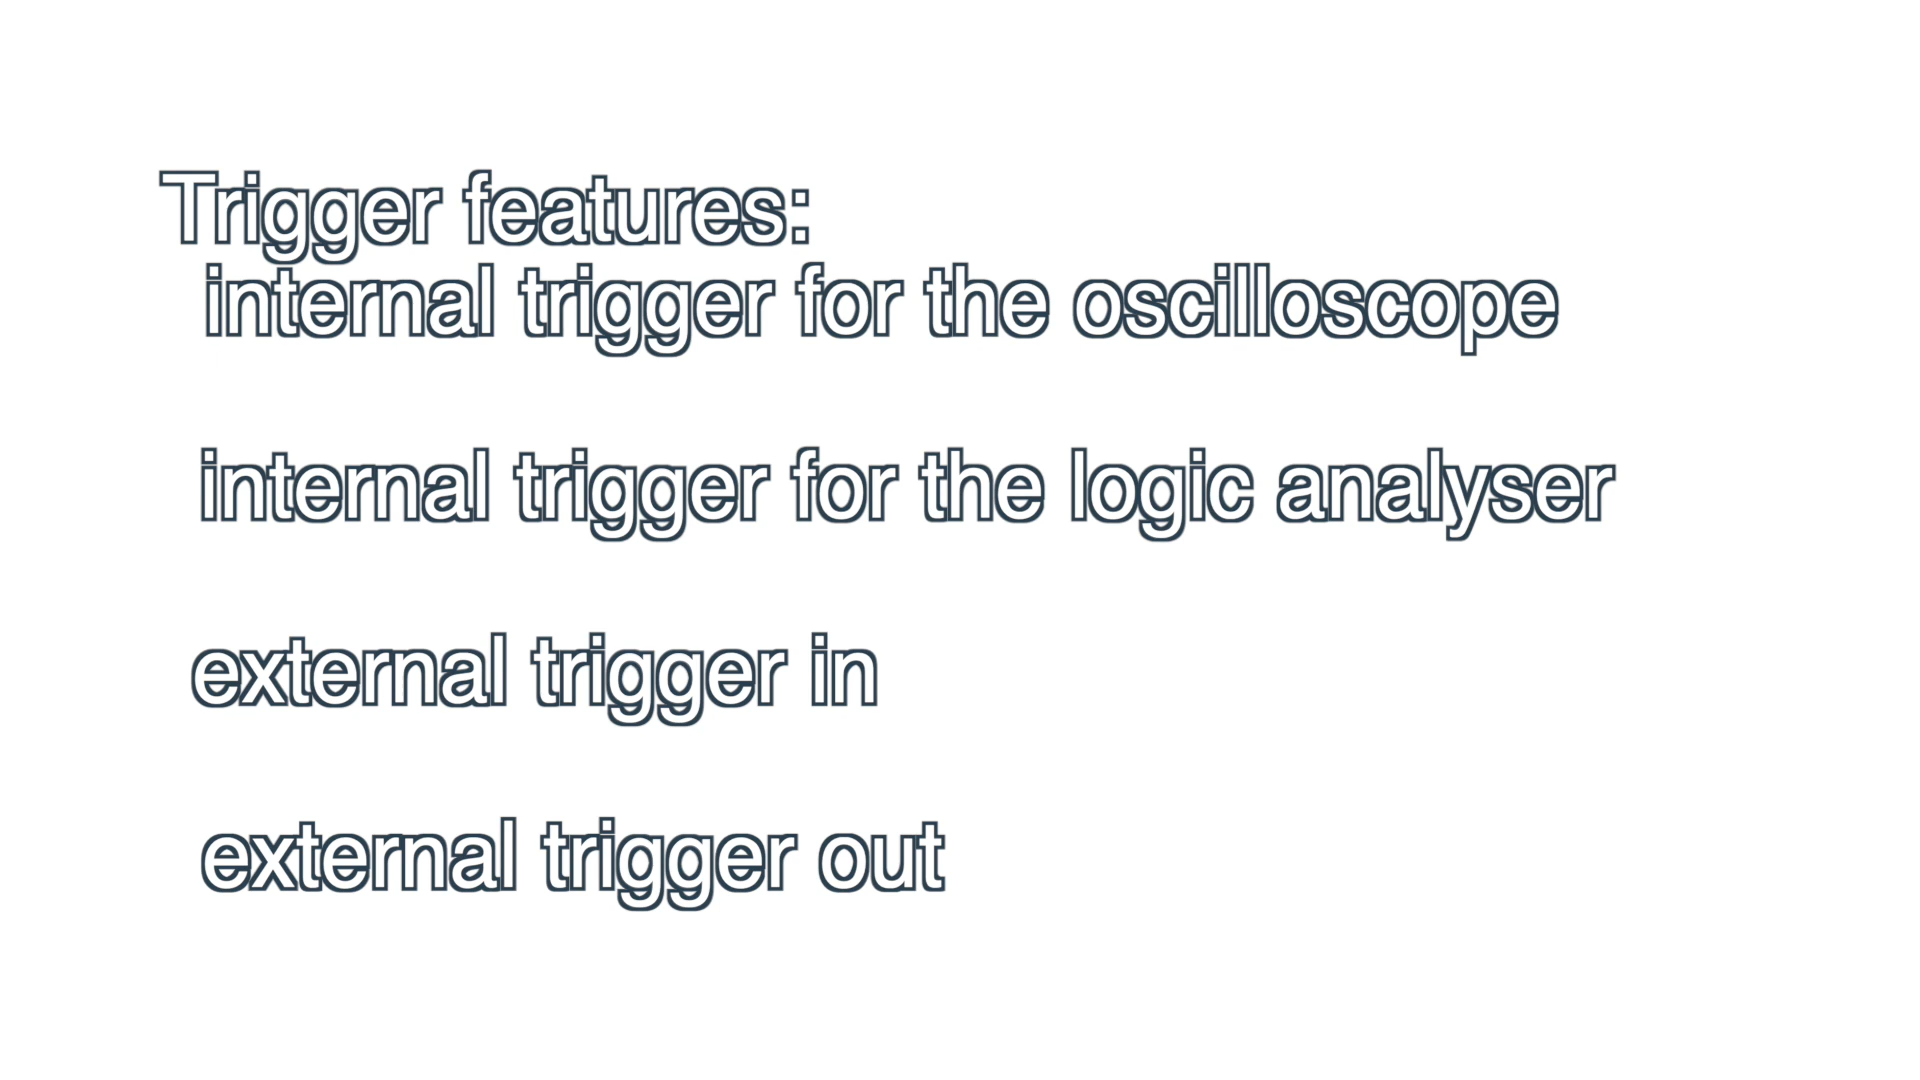 Trigger features:
internal trigger for the oscilloscope
internal trigger for the logic analyser
external trigger in
external trigger out